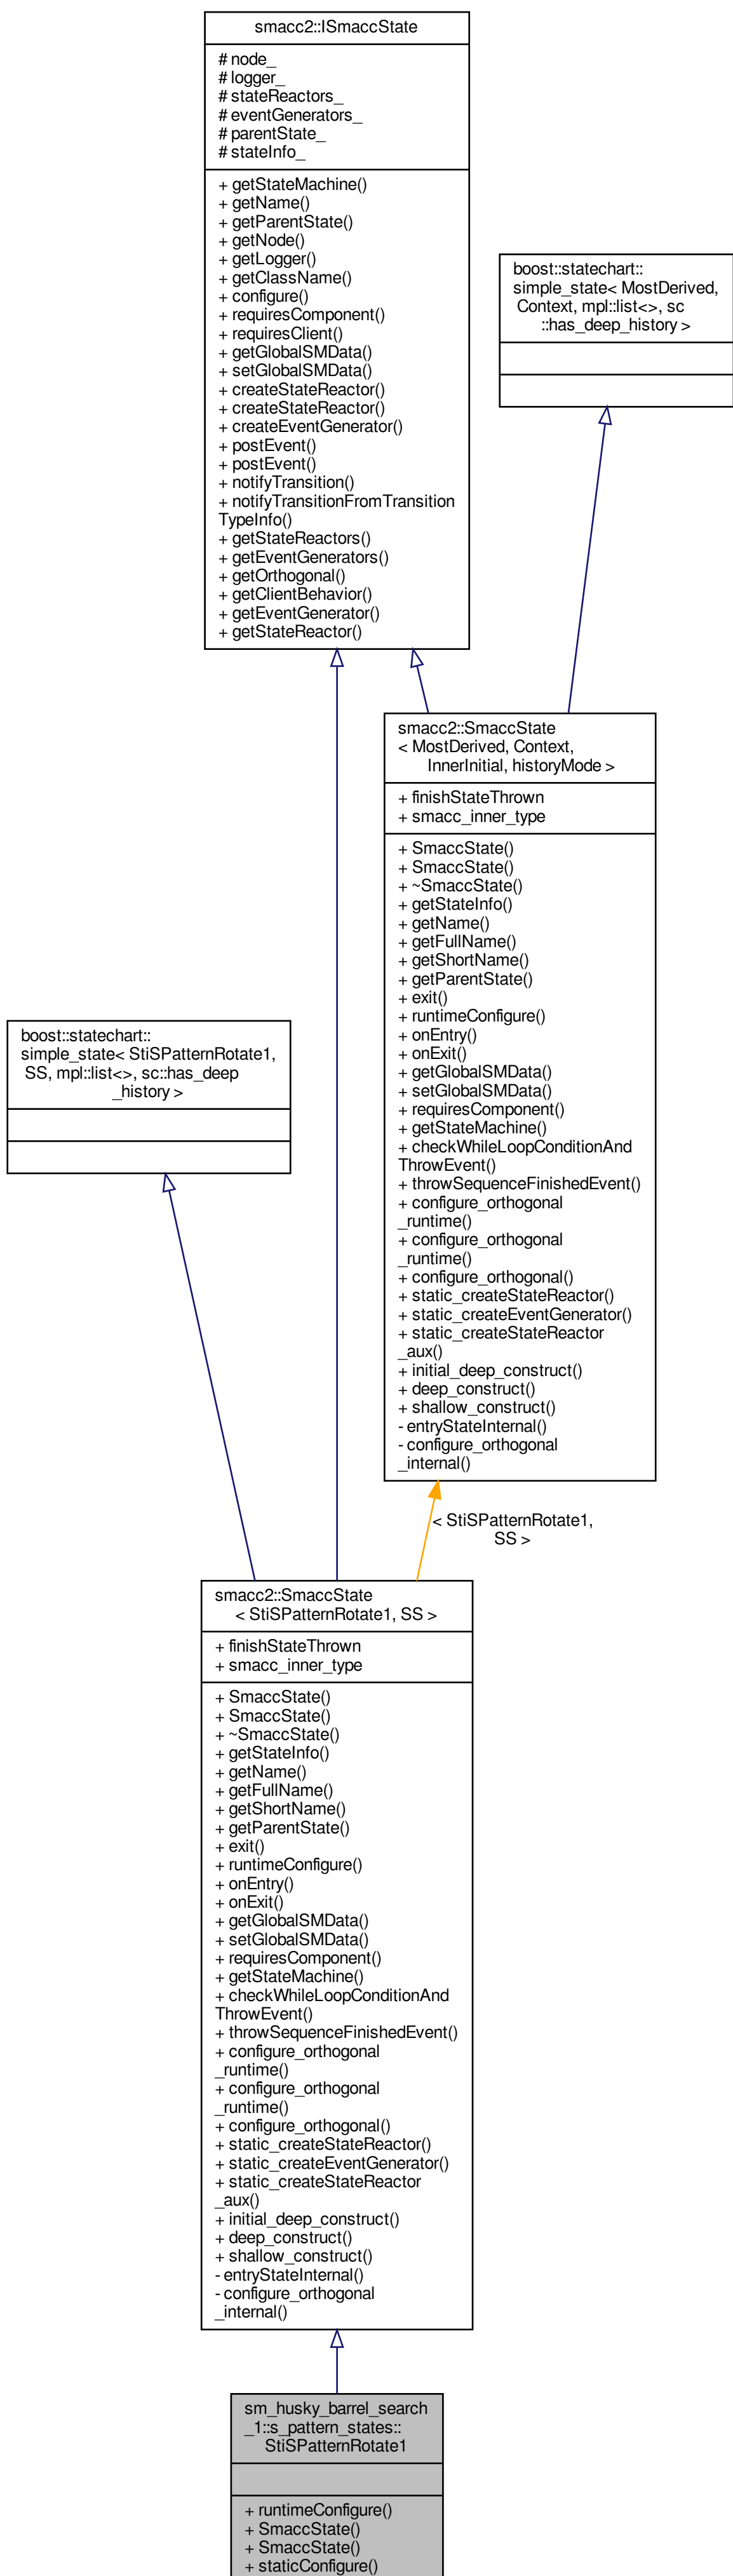 smacc2::ISmaccState
# node_
# logger_
# stateReactors_
# eventGenerators_
# parentState_
# stateInfo_
+ getStateMachine()
+ getName()
+ getParentState()
+ getNode()
+ getLogger()
+ getClassName()
+ configure()
+ requiresComponent()
+ requiresClient()
+ getGlobalSMData()
+ setGlobalSMData()
+ createStateReactor()
+ createStateReactor()
+ createEventGenerator()
+ postEvent()
+ postEvent()
+ notifyTransition()
+ notifyTransitionFromTransition
TypeInfo()
+ getStateReactors()
+ getEventGenerators()
+ getOrthogonal()
+ getClientBehavior()
+ getEventGenerator()
+ getStateReactor()
boost::statechart::
simple_state< MostDerived,
Context, mpl::list<>, sc
::has_deep_history >
smacc2::SmaccState
< MostDerived, Context,
InnerInitial, historyMode >
+ finishStateThrown
+ smacc_inner_type
+ SmaccState()
+ SmaccState()
+ ~SmaccState()
+ getStateInfo()
+ getName()
+ getFullName()
+ getShortName()
+ getParentState()
+ exit()
+ runtimeConfigure()
+ onEntry()
+ onExit()
+ getGlobalSMData()
+ setGlobalSMData()
+ requiresComponent()
+ getStateMachine()
+ checkWhileLoopConditionAnd
ThrowEvent()
+ throwSequenceFinishedEvent()
+ configure_orthogonal
_runtime()
+ configure_orthogonal
_runtime()
+ configure_orthogonal()
+ static_createStateReactor()
+ static_createEventGenerator()
+ static_createStateReactor
_aux()
+ initial_deep_construct()
+ deep_construct()
+ shallow_construct()
- entryStateInternal()
- configure_orthogonal
_internal()
boost::statechart::
simple_state< StiSPatternRotate1,
SS, mpl::list<>, sc::has_deep
_history >
< StiSPatternRotate1,
SS >
smacc2::SmaccState
< StiSPatternRotate1, SS >
+ finishStateThrown
+ smacc_inner_type
+ SmaccState()
+ SmaccState()
+ ~SmaccState()
+ getStateInfo()
+ getName()
+ getFullName()
+ getShortName()
+ getParentState()
+ exit()
+ runtimeConfigure()
+ onEntry()
+ onExit()
+ getGlobalSMData()
+ setGlobalSMData()
+ requiresComponent()
+ getStateMachine()
+ checkWhileLoopConditionAnd
ThrowEvent()
+ throwSequenceFinishedEvent()
+ configure_orthogonal
_runtime()
+ configure_orthogonal
_runtime()
+ configure_orthogonal()
+ static_createStateReactor()
+ static_createEventGenerator()
+ static_createStateReactor
_aux()
+ initial_deep_construct()
+ deep_construct()
+ shallow_construct()
- entryStateInternal()
- configure_orthogonal
_internal()
sm_husky_barrel_search
_1::s_pattern_states::
StiSPatternRotate1
+ runtimeConfigure()
+ SmaccState()
+ SmaccState()
+ staticConfigure()